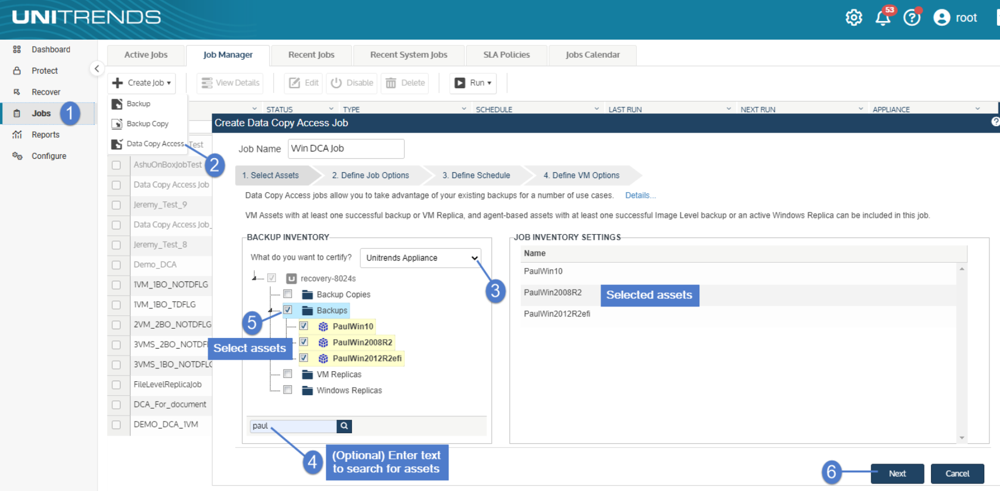 UNITRENDS
53
root
Dashboard
Protect
Recover
Jobs
1
Reports
Configure
Active Jobs
Job Manager
Recent Jobs
Recent System Jobs
SLA Policies
Jobs Calendar
Create Job
View Details
Edit
Disable
Delete
Run
Backup
Backup Copy
Data Copy Access
2
STATUS
TYPE
SCHEDULE
LAST RUN
NEXT RUN
APPLIANCE
Test
AshuOnBoxJobTest
Data Copy Access Job
Jeremy_Test_9
Data Copy Access Job_
Jeremy_Test_8
Demo_DCA
1VM_1BO_NOTDFLG
1VM_1BO_TDFLG
2VM_2BO_NOTDFLG
3VMS_2BO_NOTDF
3VMS_1BO_NOTDFLG
FileLevelReplicaJob
DCA_For_document
DEMO_DCA_1VM
Create Data Copy Access Job
Job Name
Win DCA Job
1. Select Assets
2. Define Job Options
3. Define Schedule
4. Define VM Options
Data Copy Access jobs allow you to take advantage of your existing backups for a number of use cases. Details...
VM Assets with at least one successful backup or VM Replica, and agent-based assets with at least one successful Image Level backup or an active Windows Replica can be included in this job.
BACKUP INVENTORY
What do you want to certify?
Unitrends Appliance
3
recovery-8024s
Backup Copies
5
Backups
PaulWin10
PaulWin2008R2
Select assets
PaulWin2012R2efi
VM Replicas
Windows Replicas
paul
4
(Optional) Enter text
to search for assets
JOB INVENTORY SETTINGS
Name
PaulWin10
PaulWin2008R2
Selected assets
PaulWin2012R2efi
6
Next
Cancel